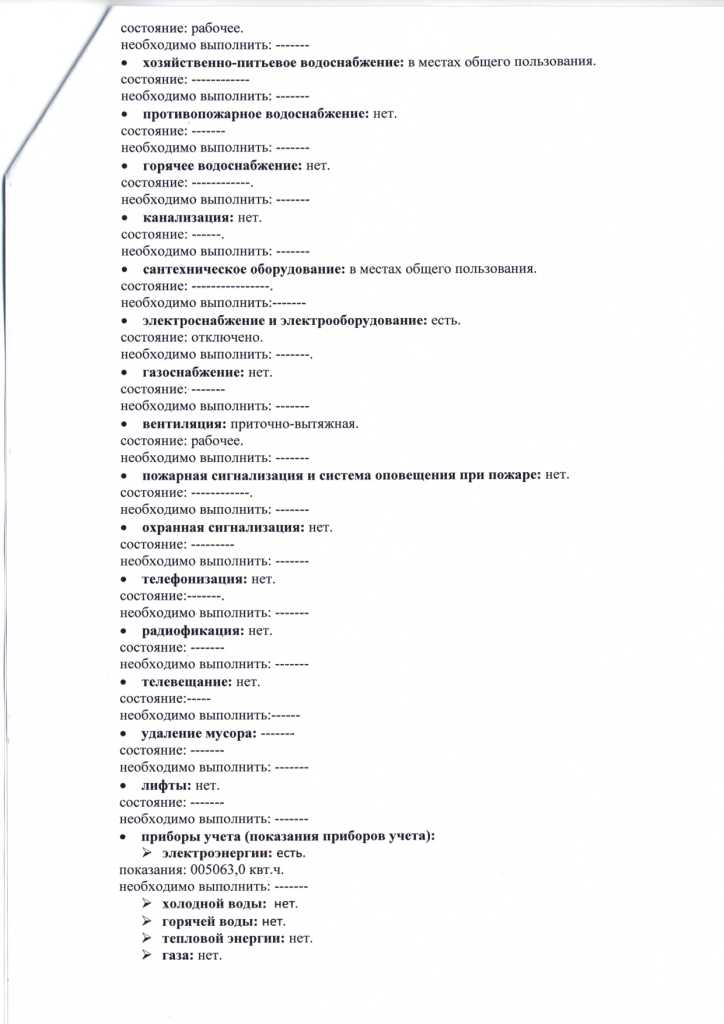 состояние: рабочее.
необходимо выполнить: -------
• хозяйственно-питьевое водоснабжение: в местах общего пользования.
состояние: ------------
необходимо выполнить: -------
• противопожарное водоснабжение: нет.
состояние: -------
необходимо выполнить: -------
• горячее водоснабжение: нет.
состояние: ------------.
необходимо выполнить: -------
• канализация: нет.
состояние: ------.
необходимо выполнить: -------
• сантехническое оборудование: в местах общего пользования.
состояние: ----------------.
необходимо выполнить:-------
• электроснабжение и электрооборудование: есть.
состояние: отключено.
необходимо выполнить: -------.
• газоснабжение: нет.
состояние: -------
необходимо выполнить: -------
• вентиляция: приточно-вытяжная.
состояние: рабочее.
необходимо выполнить: -------
• пожарная сигнализация и система оповещения при пожаре: нет.
состояние: ------------.
необходимо выполнить: -------
• охранная сигнализация: нет.
состояние: ---------
необходимо выполнить: -------
• телефонизация: нет.
состояние:-------.
необходимо выполнить: -------
• радиофикация: нет.
состояние: -------
необходимо выполнить: -------
• телевещание: нет.
состояние:-----
необходимо выполнить:------
• удаление мусора: -------
состояние: -------
необходимо выполнить: -------
• лифты: нет.
состояние: -------
необходимо выполнить: -------
• приборы учета (показания приборов учета):
➢ электроэнергии: есть.
показания: 005063,0 квт.ч.
необходимо выполнить: -------
➢ холодной воды: нет.
➢ горячей воды: нет.
➢ тепловой энергии: нет.
➢ газа: нет.